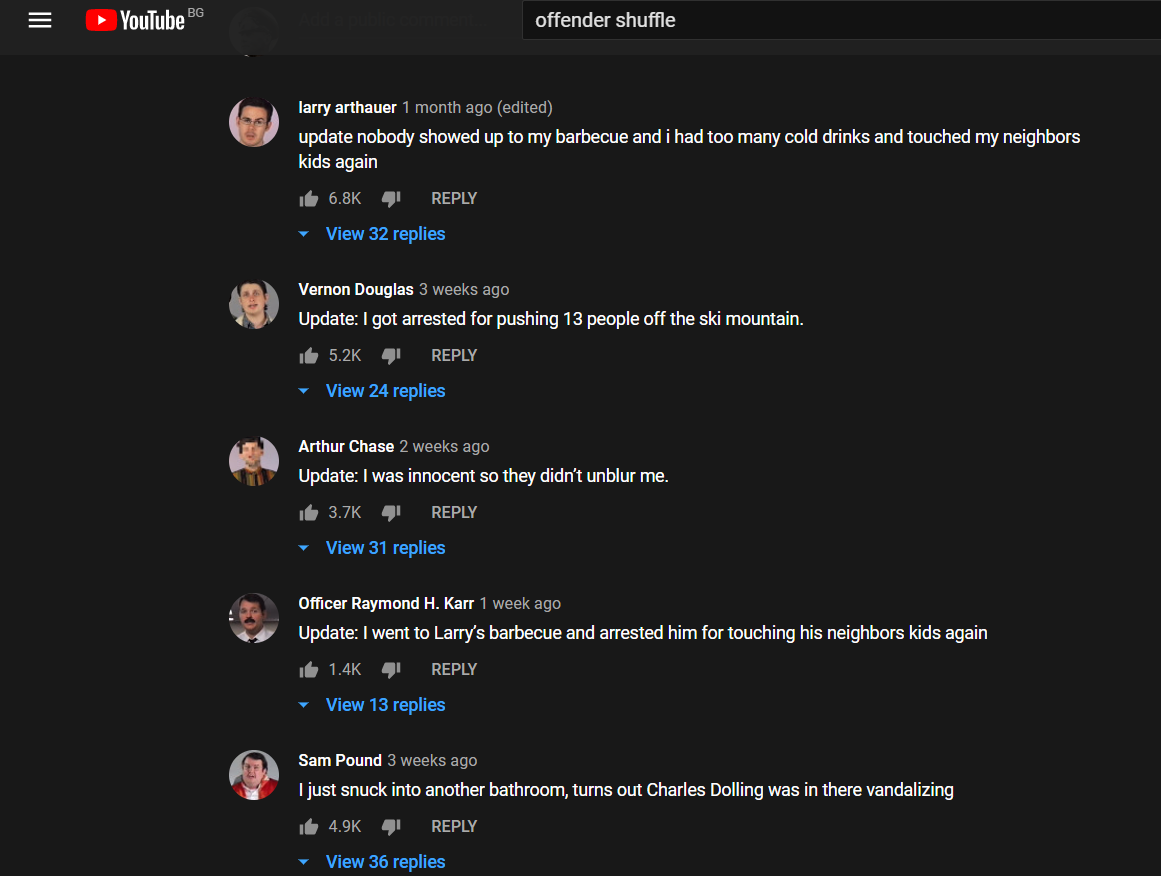 YouTube BG
offender shuffle
Add a public comment...
larry arthauer 1 month ago (edited)
update nobody showed up to my barbecue and i had too many cold drinks and touched my neighbors
kids again
6.8K REPLY
View 32 replies
Vernon Douglas 3 weeks ago
Update: I got arrested for pushing 13 people off the ski mountain.
5.2K REPLY
View 24 replies
Arthur Chase 2 weeks ago
Update: I was innocent so they didn’t unblur me.
3.7K REPLY
View 31 replies
Officer Raymond H. Karr 1 week ago
Update: I went to Larry’s barbecue and arrested him for touching his neighbors kids again
1.4K REPLY
View 13 replies
Sam Pound 3 weeks ago
I just snuck into another bathroom, turns out Charles Dolling was in there vandalizing
4.9K REPLY
View 36 replies